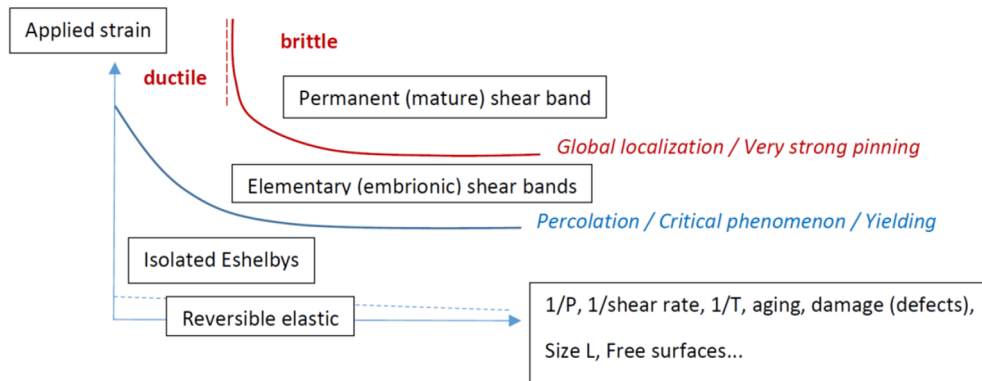 Applied strain
brittle
ductile
Permanent (mature) shear band
Global localization / Very strong pinning
Elementary (embrionic) shear bands
Percolation / Critical phenomenon / Yielding
Isolated Eshelbys
Reversible elastic
1/P, 1/shear rate, 1/T, aging, damage (defects),
Size L, Free surfaces...